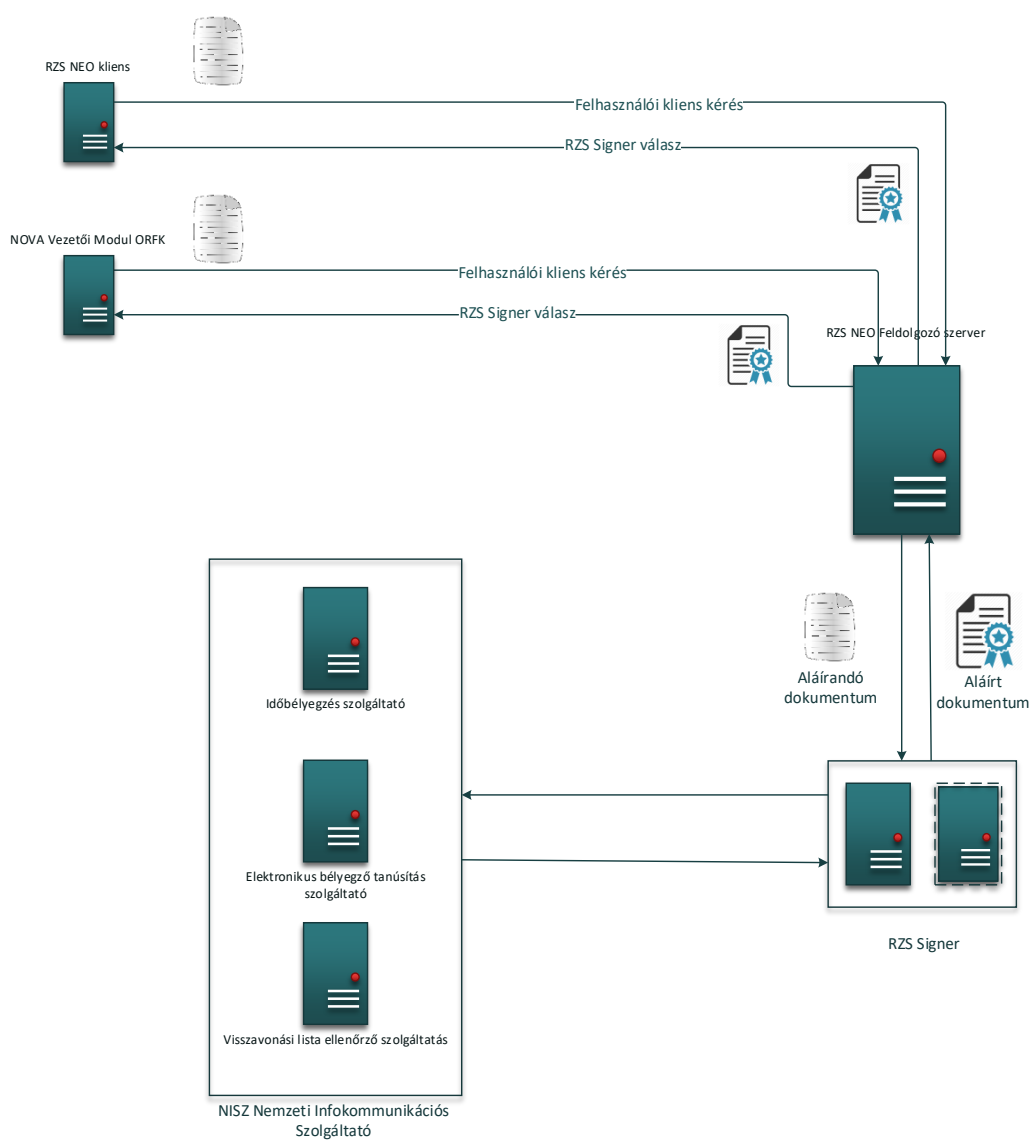 RZS NEO kliens
Felhasználói kliens kérés
RZS Signer válasz
NOVA Vezetői Modul ORFK
Felhasználói kliens kérés
RZS Signer válasz
RZS NEO Feldolgozó szerver
Aláírandó
dokumentum
Aláírt
dokumentum
Időbélyegzés szolgáltató
Elektronikus bélyegző tanúsítás
szolgáltató
Visszavonási lista ellenőrző szolgáltatás
RZS Signer
NISZ Nemzeti Infokommunikációs
Szolgáltató